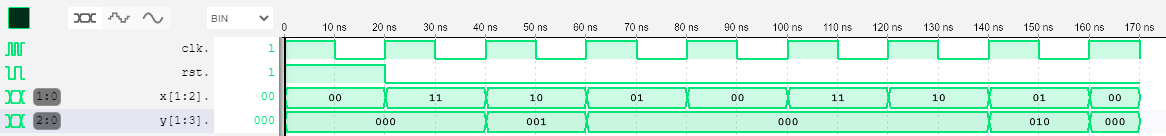 BIN 0 10 ns 20 ns 30 ns 40 ns 50 ns 60 ns 70 ns 80 ns 90 ns 100 ns 110 ns 120 ns 130 ns 140 ns 150 ns 160 ns 170 ns
clk. 1
rst. 1
1:0 x[1:2]. 00 00 11 10 01 00 11 10 01 00
2:0 y[1:3]. 000 000 001 000 010 000